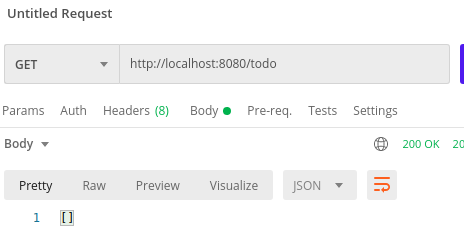 Untitled Request
GET http://localhost:8080/todo
Params Auth Headers (8) Body Pre-req. Tests Settings
Body 200 OK 20
Pretty Raw Preview Visualize JSON
1 []